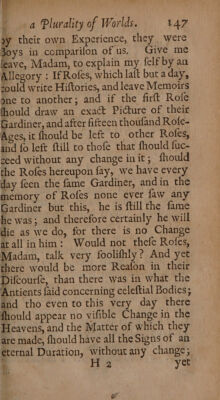 a Plurality of Worlds. 147
by their own Experience, they were
Boys in compariſon of us. Give me
leave, Madam, to explain my ſelf by an
Allegory : If Roſes, which laſt but a day,
could write Hiſtories, and leave Memoirs
one to another; and if the firſt Roſe
ſhould draw an exact Picture of their
Gardiner, and after fifteen thouſand Roſe-
Ages, it ſhould be left to other Roſes,
and ſo left ſtill to thoſe that ſhould ſuc-
ceed without any change in it; ſhould
the Roſes hereupon ſay, we have every
day ſeen the ſame Gardiner, and in the
memory of Roſes none ever ſaw any
Gardiner but this, he is ſtill the ſame
he was; and therefore certainly he will
die as we do, for there is no Change
at all in him : Would not theſe Roſes,
Madam, talk very fooliſhly? And yet
there would be more Reaſon in their
Diſcourſe, than there was in what the
Antients ſaid concerning celeſtial Bodies;
and tho even to this very day there
ſhould appear no viſible Change in the
Heavens, and the Matter of which they
are made, ſhould have all the Signs of an
eternal Duration, without any change;
H 2 yet